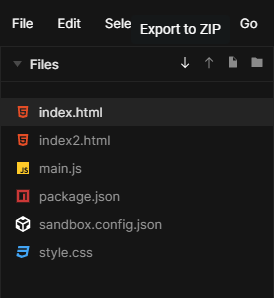 File Edit Sele Go
Export to ZIP
Files
index.html
index2.html
JS main.js
package.json
sandbox.config.json
style.css